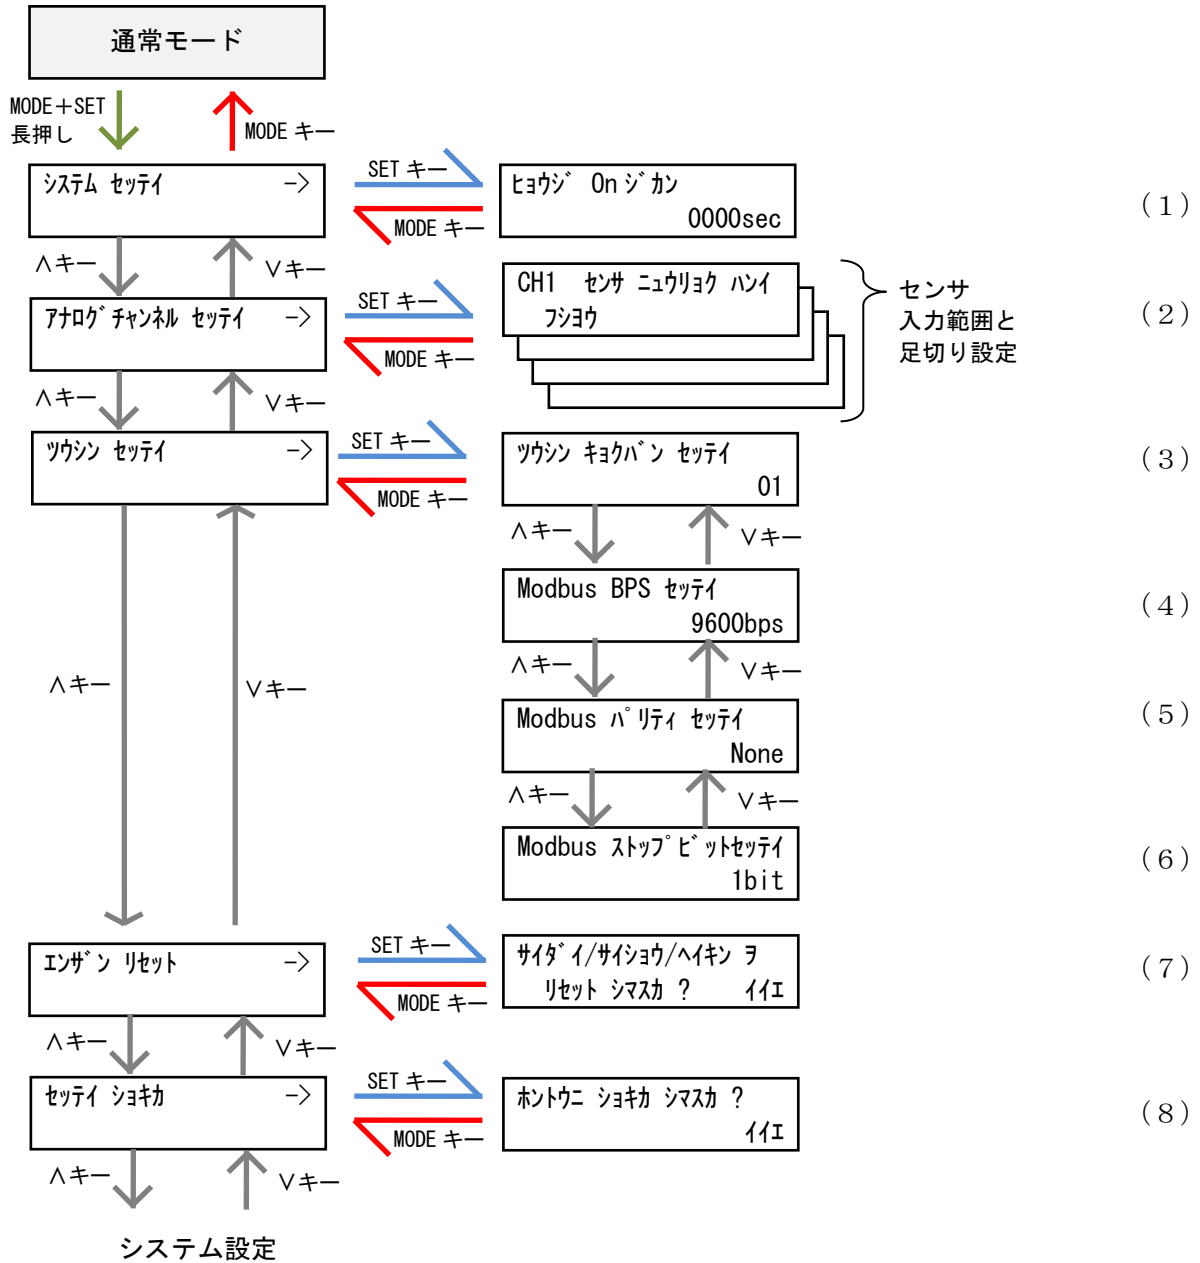 通常モード
MODE＋SET
長押し
MODE キー
ｼｽﾃﾑ ｾｯﾃｲ ->
SET キー
MODE キー
ﾋｮｳｼﾞ Onｼﾞｶﾝ
0000sec
（１）
∧キー
∨キー
ｱﾅﾛｸﾞﾁｬﾝﾈﾙ ｾｯﾃｲ ->
SET キー
MODE キー
CH1 ｾﾝｻ ﾆｭｳﾘｮｸ ﾊﾝｲ
ﾌｼﾖｳ
センサ
入力範囲と
足切り設定
（２）
∧キー
∨キー
ﾂｳｼﾝ ｾｯﾃｲ ->
SET キー
MODE キー
ﾂｳｼﾝ ｷｮｸﾊﾞﾝ ｾｯﾃｲ
01
（３）
∧キー
∨キー
Modbus BPS ｾｯﾃｲ
9600bps
（４）
∧キー
∨キー
∧キー
∨キー
Modbus ﾊﾟﾘﾃｨ ｾｯﾃｲ
None
（５）
∧キー
∨キー
Modbus ｽﾄｯﾌﾟﾋﾞｯﾄｾｯﾃｲ
1bit
（６）
ｴﾝｻﾞﾝ ﾘｾｯﾄ ->
SET キー
MODE キー
ｻｲﾀﾞｲ/ｻｲｼｮｳ/ﾍｲｷﾝ ｦ
ﾘｾｯﾄ ｼﾏｽｶ ? ｲｲｴ
（７）
∧キー
∨キー
ｾｯﾃｲ ｼｮｷｶ ->
SET キー
MODE キー
ﾎﾝﾄｳﾆ ｼｮｷｶ ｼﾏｽｶ ?
ｲｲｴ
（８）
∧キー
∨キー
システム設定